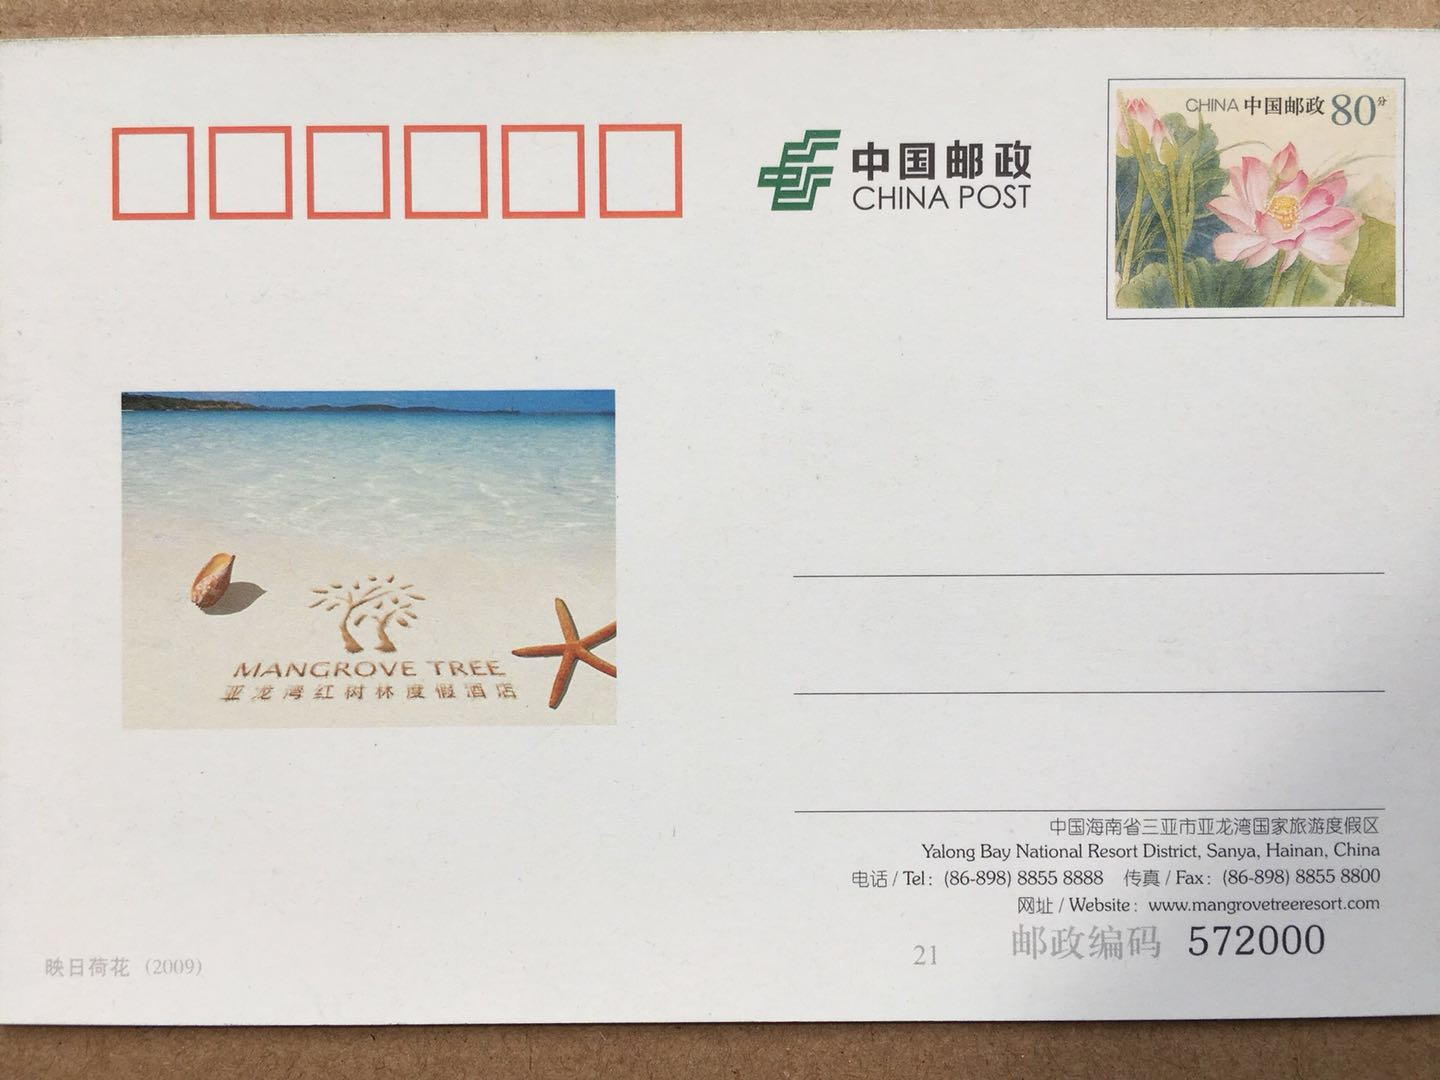 CHINA 中国邮政 80分
中国邮政
CHINA POST
MANGROVE TREE
亚龙湾红树林度假酒店
中国海南省三亚市亚龙湾国家旅游度假区
Yalong Bay National Resort District, Sanya, Hainan, China
电话 / Tel: (86-898) 8855 8888 传真 / Fax: (86-898) 8855 8800
网址 / Website: www.mangrovetreeresort.com
邮政编码 572000
21
映日荷花 (2009)